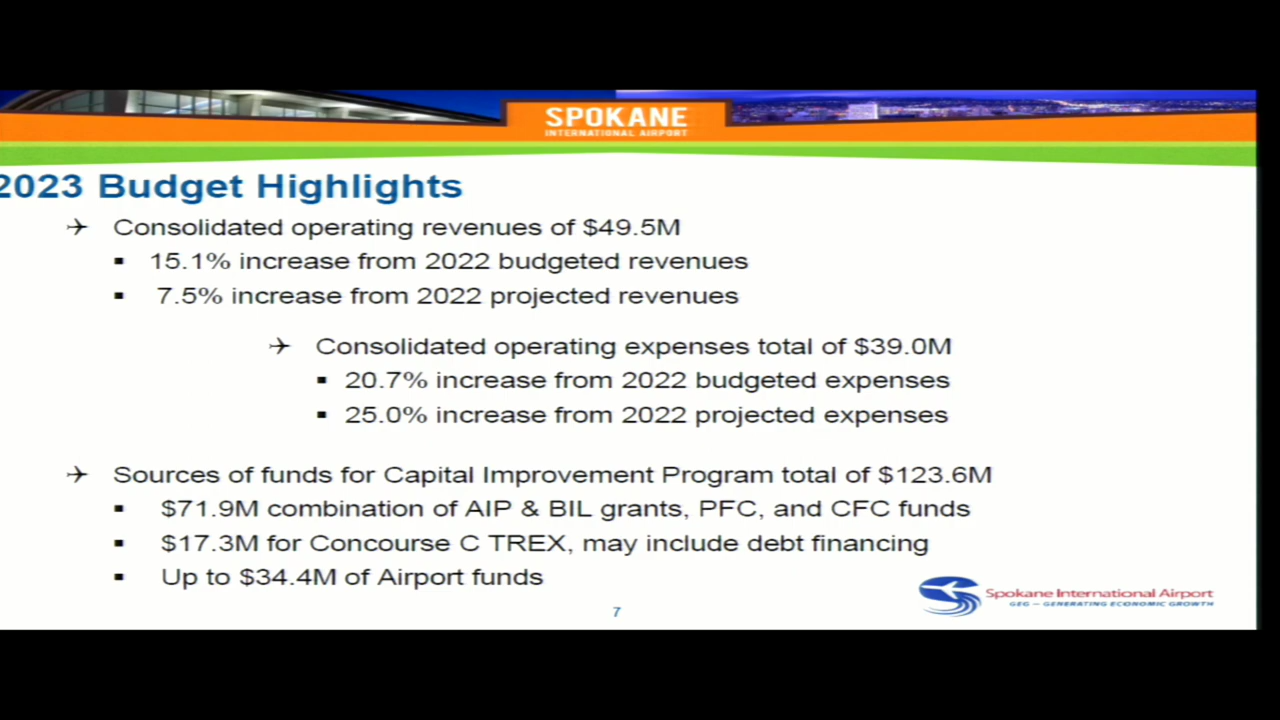 SPOKANE
INTERNATIONAL AIRPORT
2023 Budget Highlights
Consolidated operating revenues of $49.5M
15.1% increase from 2022 budgeted revenues
7.5% increase from 2022 projected revenues
Consolidated operating expenses total of $39.0M
20.7% increase from 2022 budgeted expenses
25.0% increase from 2022 projected expenses
Sources of funds for Capital Improvement Program total of $123.6M
$71.9M combination of AIP & BIL grants, PFC, and CFC funds
$17.3M for Concourse C TREX, may include debt financing
Up to $34.4M of Airport funds
Spokane International Airport
GEG — GENERATING ECONOMIC GROWTH
7